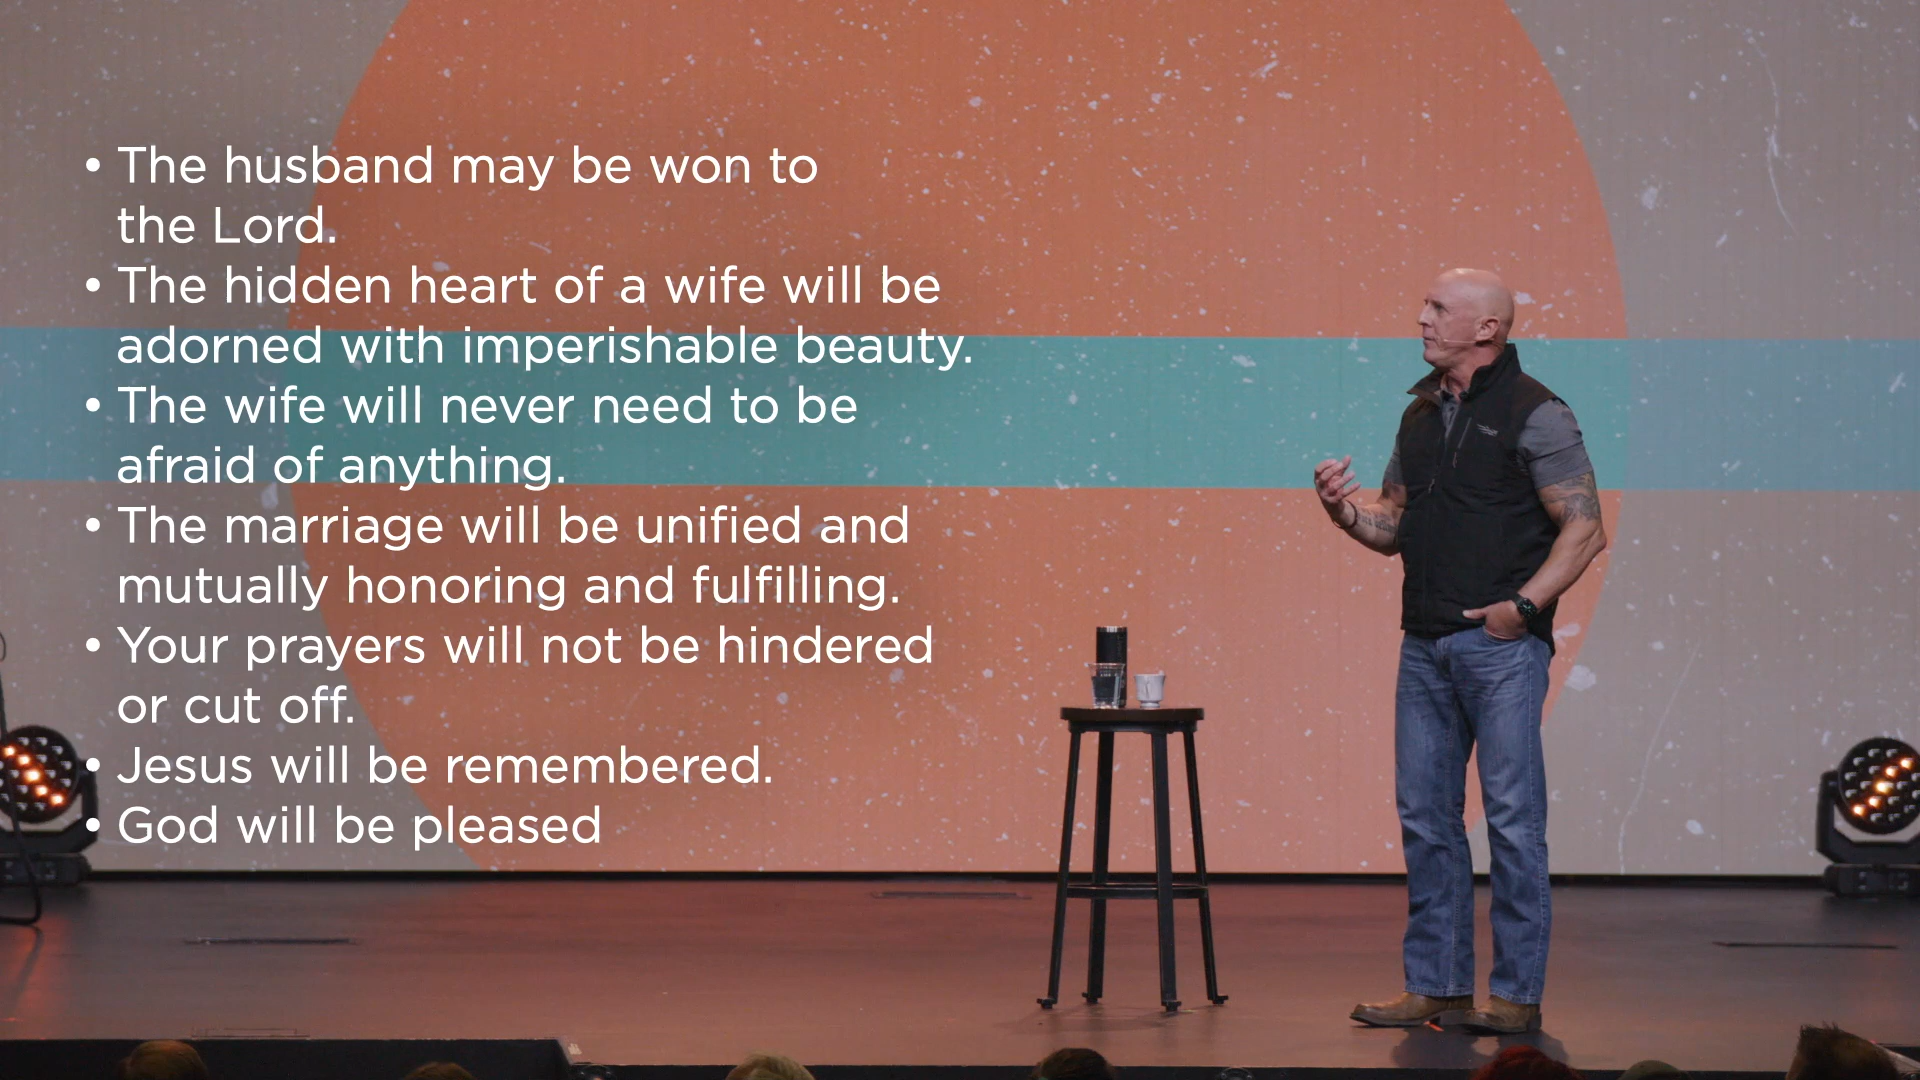 • The husband may be won to
the Lord.
• The hidden heart of a wife will be
adorned with imperishable beauty.
• The wife will never need to be
afraid of anything.
• The marriage will be unified and
mutually honoring and fulfilling.
• Your prayers will not be hindered
or cut off.
• Jesus will be remembered.
• God will be pleased